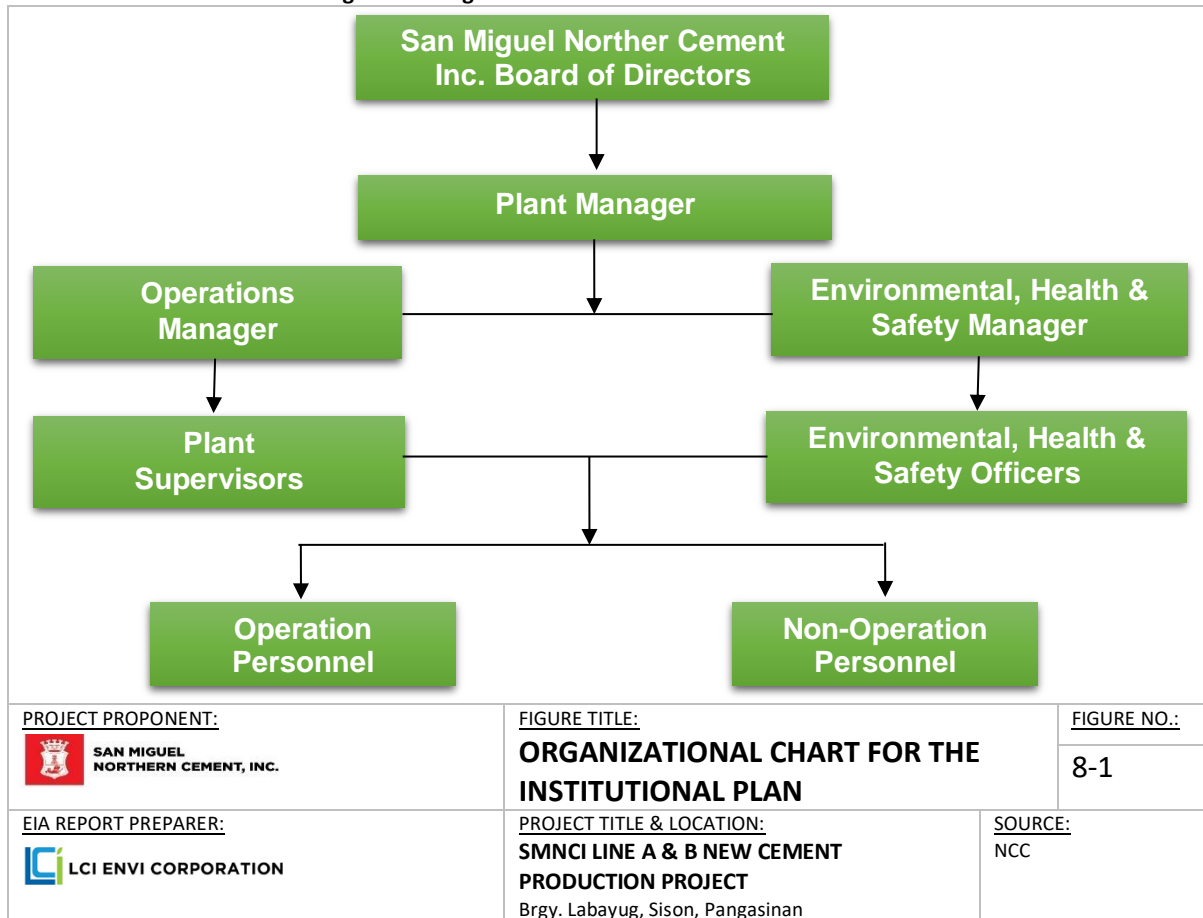 San Miguel Norther Cement
Inc. Board of Directors
Plant Manager
Operations
Manager
Environmental, Health &
Safety Manager
Plant
Supervisors
Environmental, Health &
Safety Officers
Operation
Personnel
Non-Operation
Personnel
PROJECT PROPONENT:
SAN MIGUEL
NORTHERN CEMENT, INC.
FIGURE TITLE:
ORGANIZATIONAL CHART FOR THE
INSTITUTIONAL PLAN
FIGURE NO.:
8-1
EIA REPORT PREPARER:
LCI ENVI CORPORATION
PROJECT TITLE & LOCATION:
SMNCI LINE A & B NEW CEMENT
PRODUCTION PROJECT
Brgy. Labayug, Sison, Pangasinan
SOURCE:
NCC